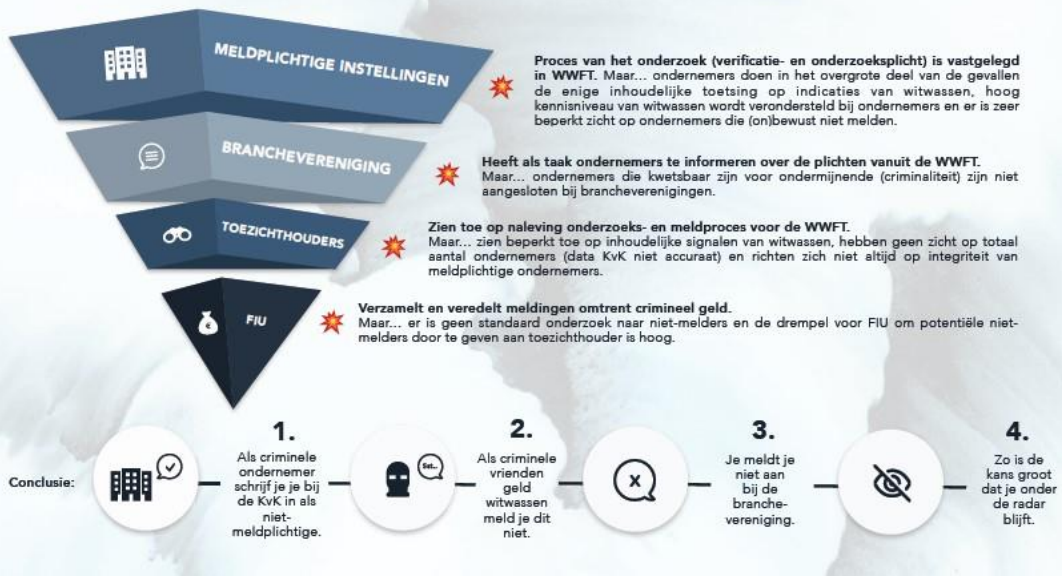 MELDPLICHTIGE INSTELLINGEN
Proces van het onderzoek (verificatie- en onderzoeksplicht) is vastgelegd
in WWFT. Maar... ondernemers doen in het overgrote deel van de gevallen
de enige inhoudelijke toetsing op indicaties van witwassen, hoog
kennisniveau van witwassen wordt verondersteld bij ondernemers en er is zeer
beperkt zicht op ondernemers die (on)bewust niet melden.
BRANCHEVERENIGING
Heeft als taak ondernemers te informeren over de plichten vanuit de WWFT.
Maar... ondernemers die kwetsbaar zijn voor ondermijnende (criminaliteit) zijn niet
aangesloten bij brancheverenigingen.
TOEZICHTHOUDERS
Zien toe op naleving onderzoeks- en meldproces voor de WWFT.
Maar... zien beperkt toe op inhoudelijke signalen van witwassen, hebben geen zicht op totaal
aantal ondernemers (data KvK niet accuraat) en richten zich niet altijd op integriteit van
meldplichtige ondernemers.
€
FIU
Verzamelt en veredelt meldingen omtrent crimineel geld.
Maar... er is geen standaard onderzoek naar niet-melders en de drempel voor FIU om potentiële niet-
melders door te geven aan toezichthouder is hoog.
Conclusie:
1.
Als criminele
ondernemer
schrijf je je bij
de KvK in als
niet-
meldplichtige.
2.
Als criminele
vrienden
geld
witwassen
meld je dit
niet.
X
3.
Je meldt je
niet aan
bij de
branche-
vereniging.
4.
Zo is de
kans groot
dat je onder
de radar
blijft.